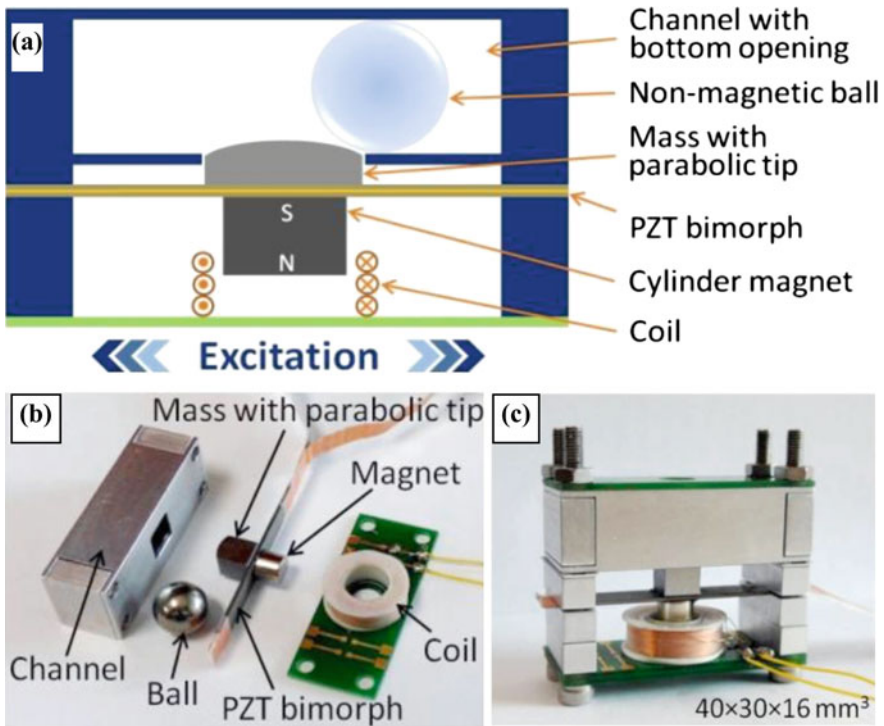 (a)
Channel with
bottom opening
Non-magnetic ball
Mass with
parabolic tip
PZT bimorph
Cylinder magnet
Coil
S
N
Excitation
(b)
Mass with parabolic tip
Magnet
Channel
Ball
PZT bimorph
Coil
(c)
40×30×16 mm³